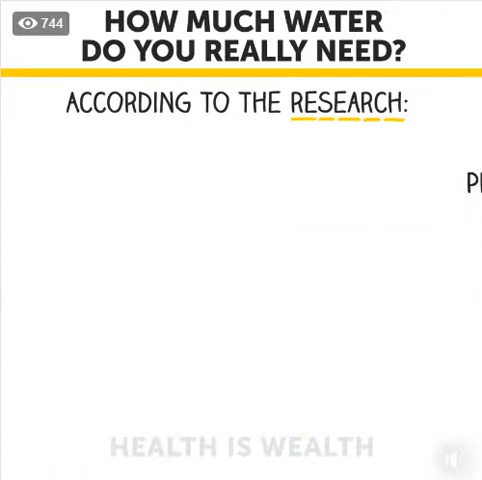 744
HOW MUCH WATER
DO YOU REALLY NEED?
ACCORDING TO THE RESEARCH:
HEALTH IS WEALTH